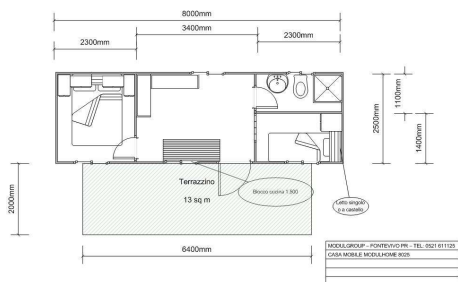 8000mm
3400mm
2300mm
2300mm
2500mm
1100mm
1400mm
2000mm
Terrazzino
13 sq m
Blocco cucina 1.800
Letto singolo
o a castello
6400mm
MODULGROUP - FONTEVIVO PR - TEL. 0521 611125
CASA MOBILE MODULHOME 8025